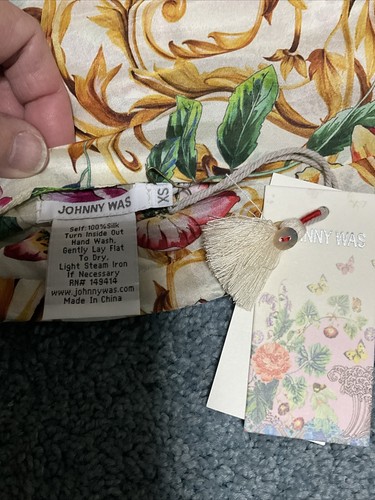 JOHNNY WAS
XS
Self: 100% Silk
Turn Inside Out
Hand Wash,
Gently Lay Flat
To Dry,
Light Steam Iron
If Necessary
RN# 149414
www.johnnywas.com
Made In China
NNY WAS